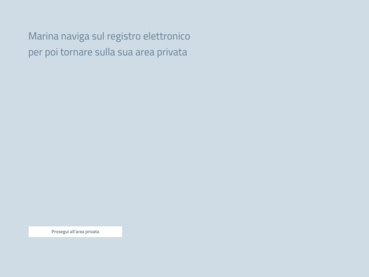 Marina naviga sul registro elettronico
per poi tornare sulla sua area privata
Prosegui all'area privata